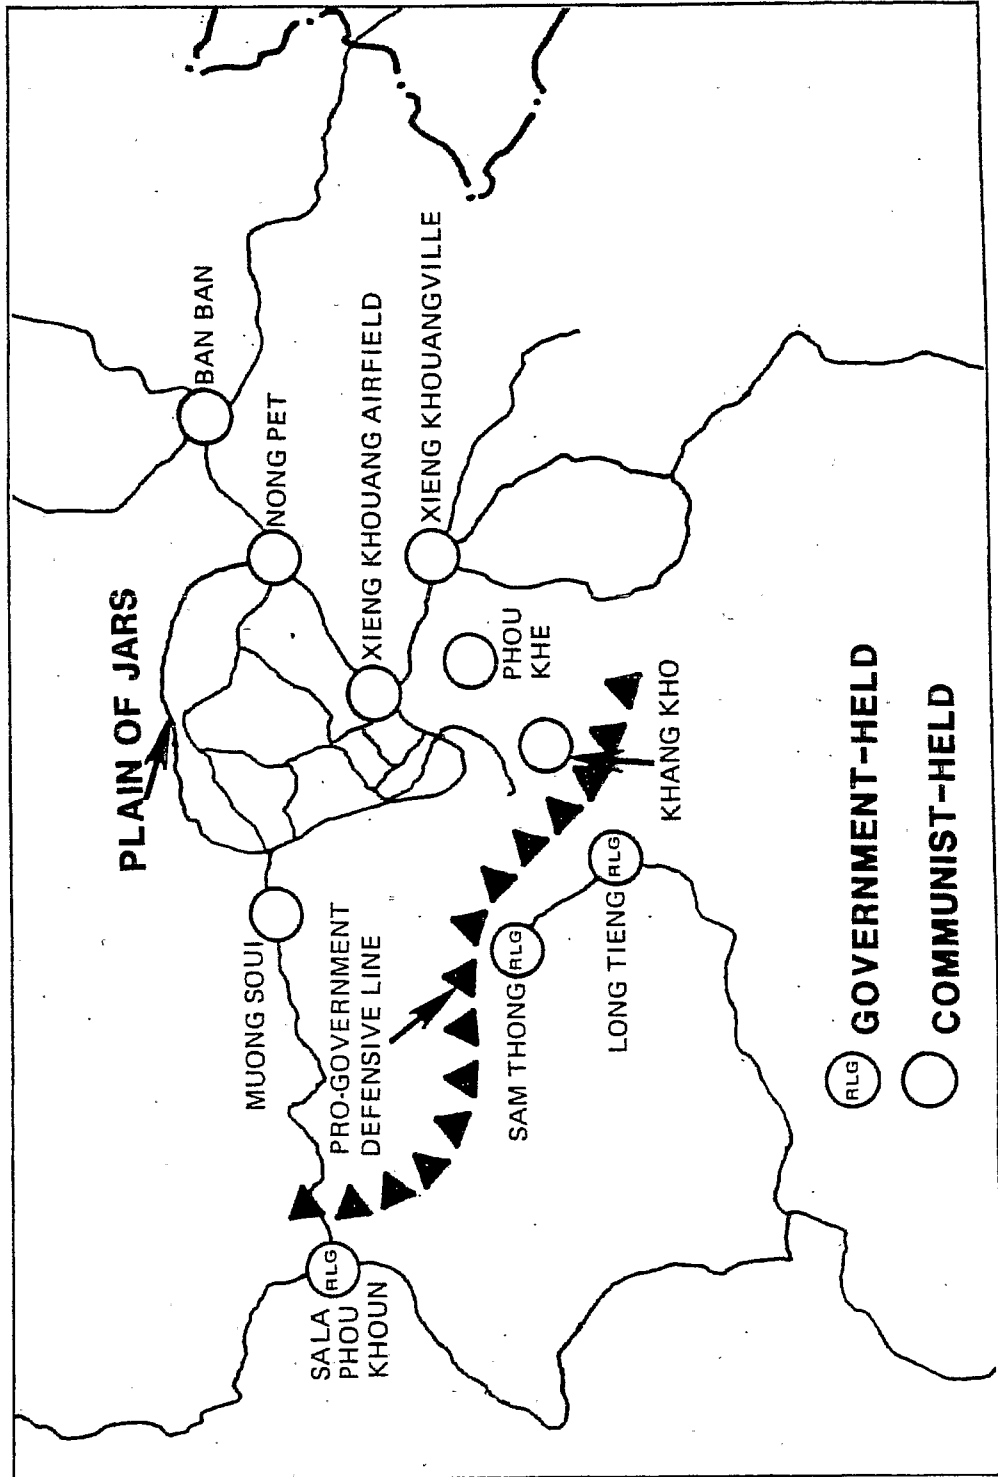 PLAIN OF JARS
BAN BAN
NONG PET
XIENG KHOUANG AIRFIELD
XIENG KHOUANGVILLE
MUONG SOUI
PHOU
KHE
PRO-GOVERNMENT
DEFENSIVE LINE
KHANG KHO
RLG
SALA
PHOU
KHOUN
RLG
SAM THONG
RLG
LONG TIENG
RLG
GOVERNMENT-HELD
COMMUNIST-HELD